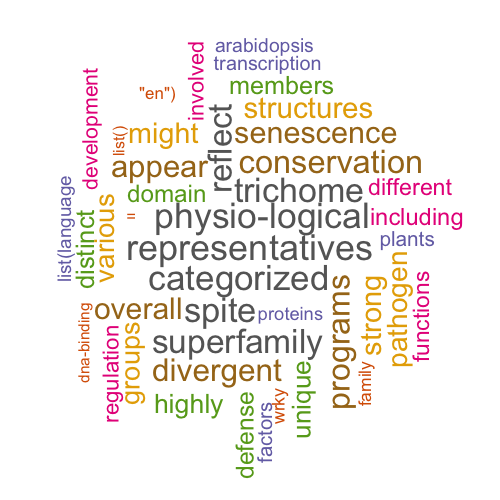 arabidopsis
transcription
involved
members
"en")
development
structures
might
reflect
senescence
list()
appear
conservation
trichome
different
domain
list(language
distinct
various
=
physio-logical
including
plants
representatives
categorized
pathogen
strong
functions
programs
dna-binding
overall
spite
proteins
regulation
groups
superfamily
divergent
unique
family
highly
defense
factors
wrky